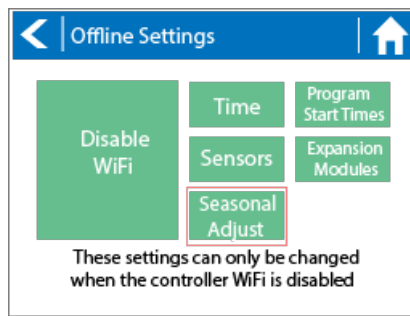 Offline Settings
Disable
WiFi
Time
Program
Start Times
Sensors
Expansion
Modules
Seasonal
Adjust
These settings can only be changed
when the controller WiFi is disabled